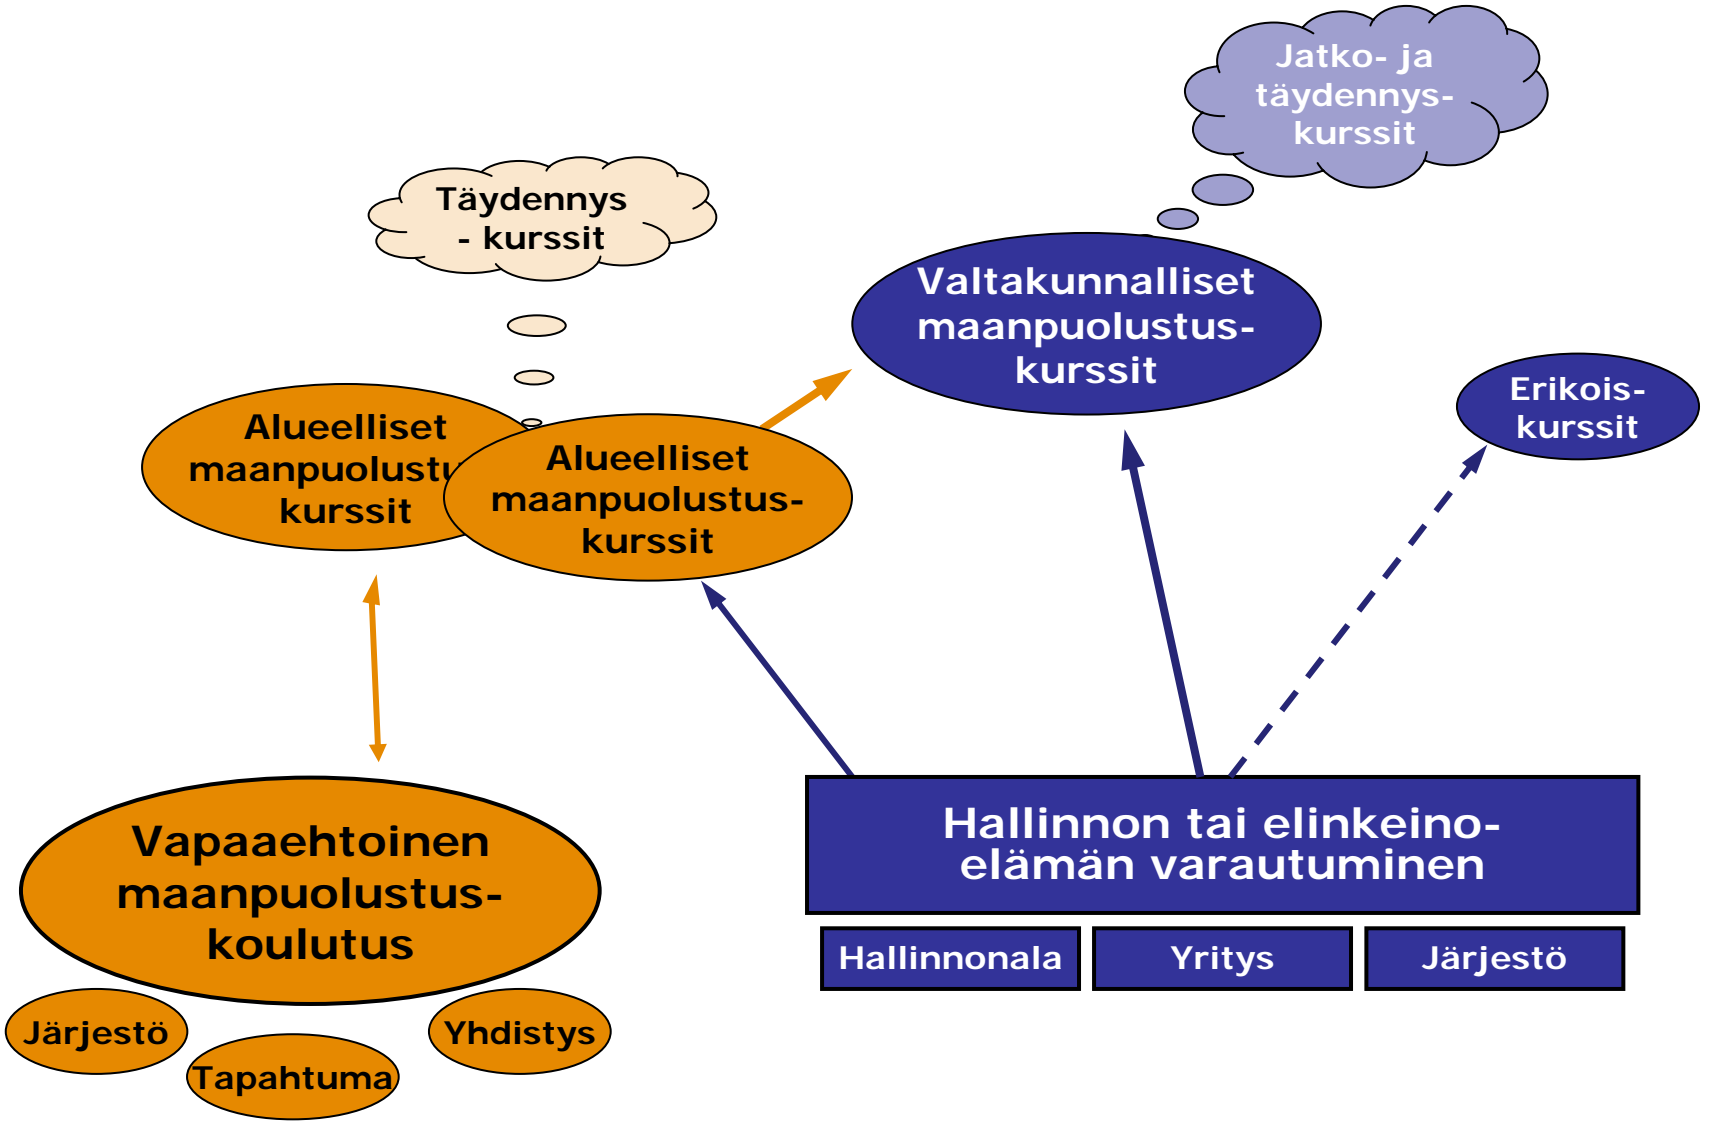 Jatko- ja
täydennys-
kurssit
Täydennys
- kurssit
Valtakunnalliset
maanpuolustus-
kurssit
Erikois-
kurssit
Alueelliset
maanpuolustu
kurssit
Alueelliset
maanpuolustus-
kurssit
Hallinnon tai elinkeino-
elämän varautuminen
Vapaaehtoinen
maanpuolustus-
koulutus
Hallinnonala
Yritys
Järjestö
Järjestö
Yhdistys
Tapahtuma